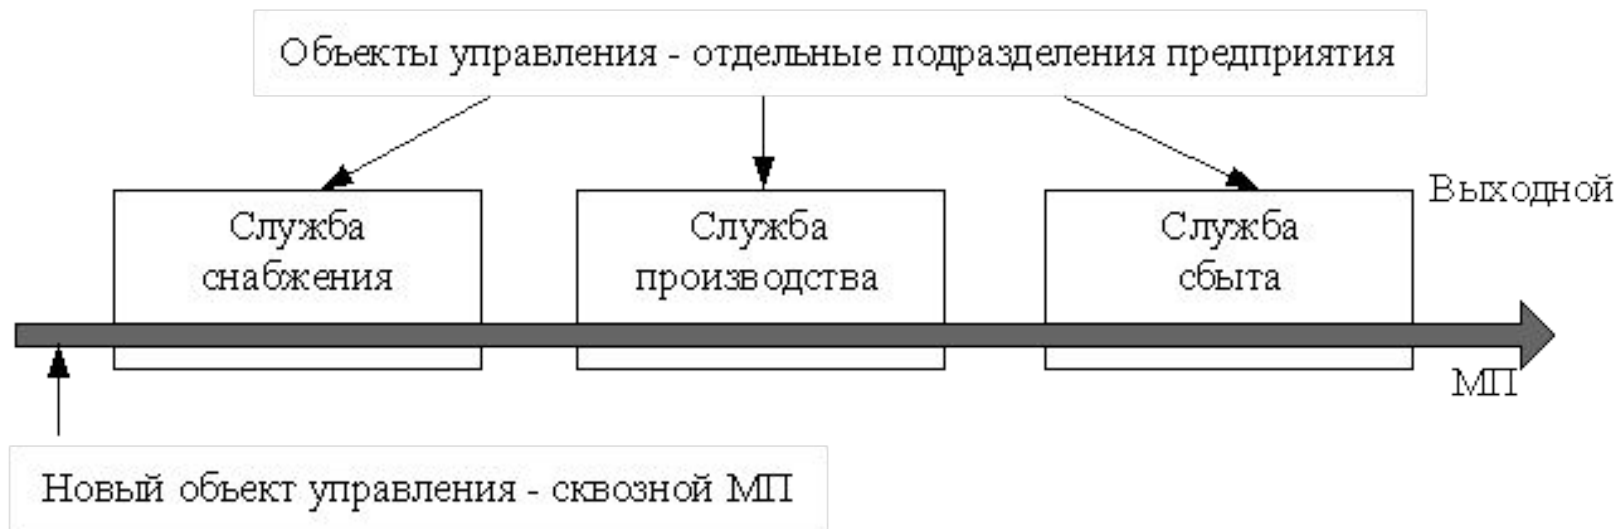 Объекты управления - отдельные подразделения предприятия
Служба
снабжения
Служба
производства
Служба
сбыта
Выходной
МП
Новый объект управления - сквозной МП